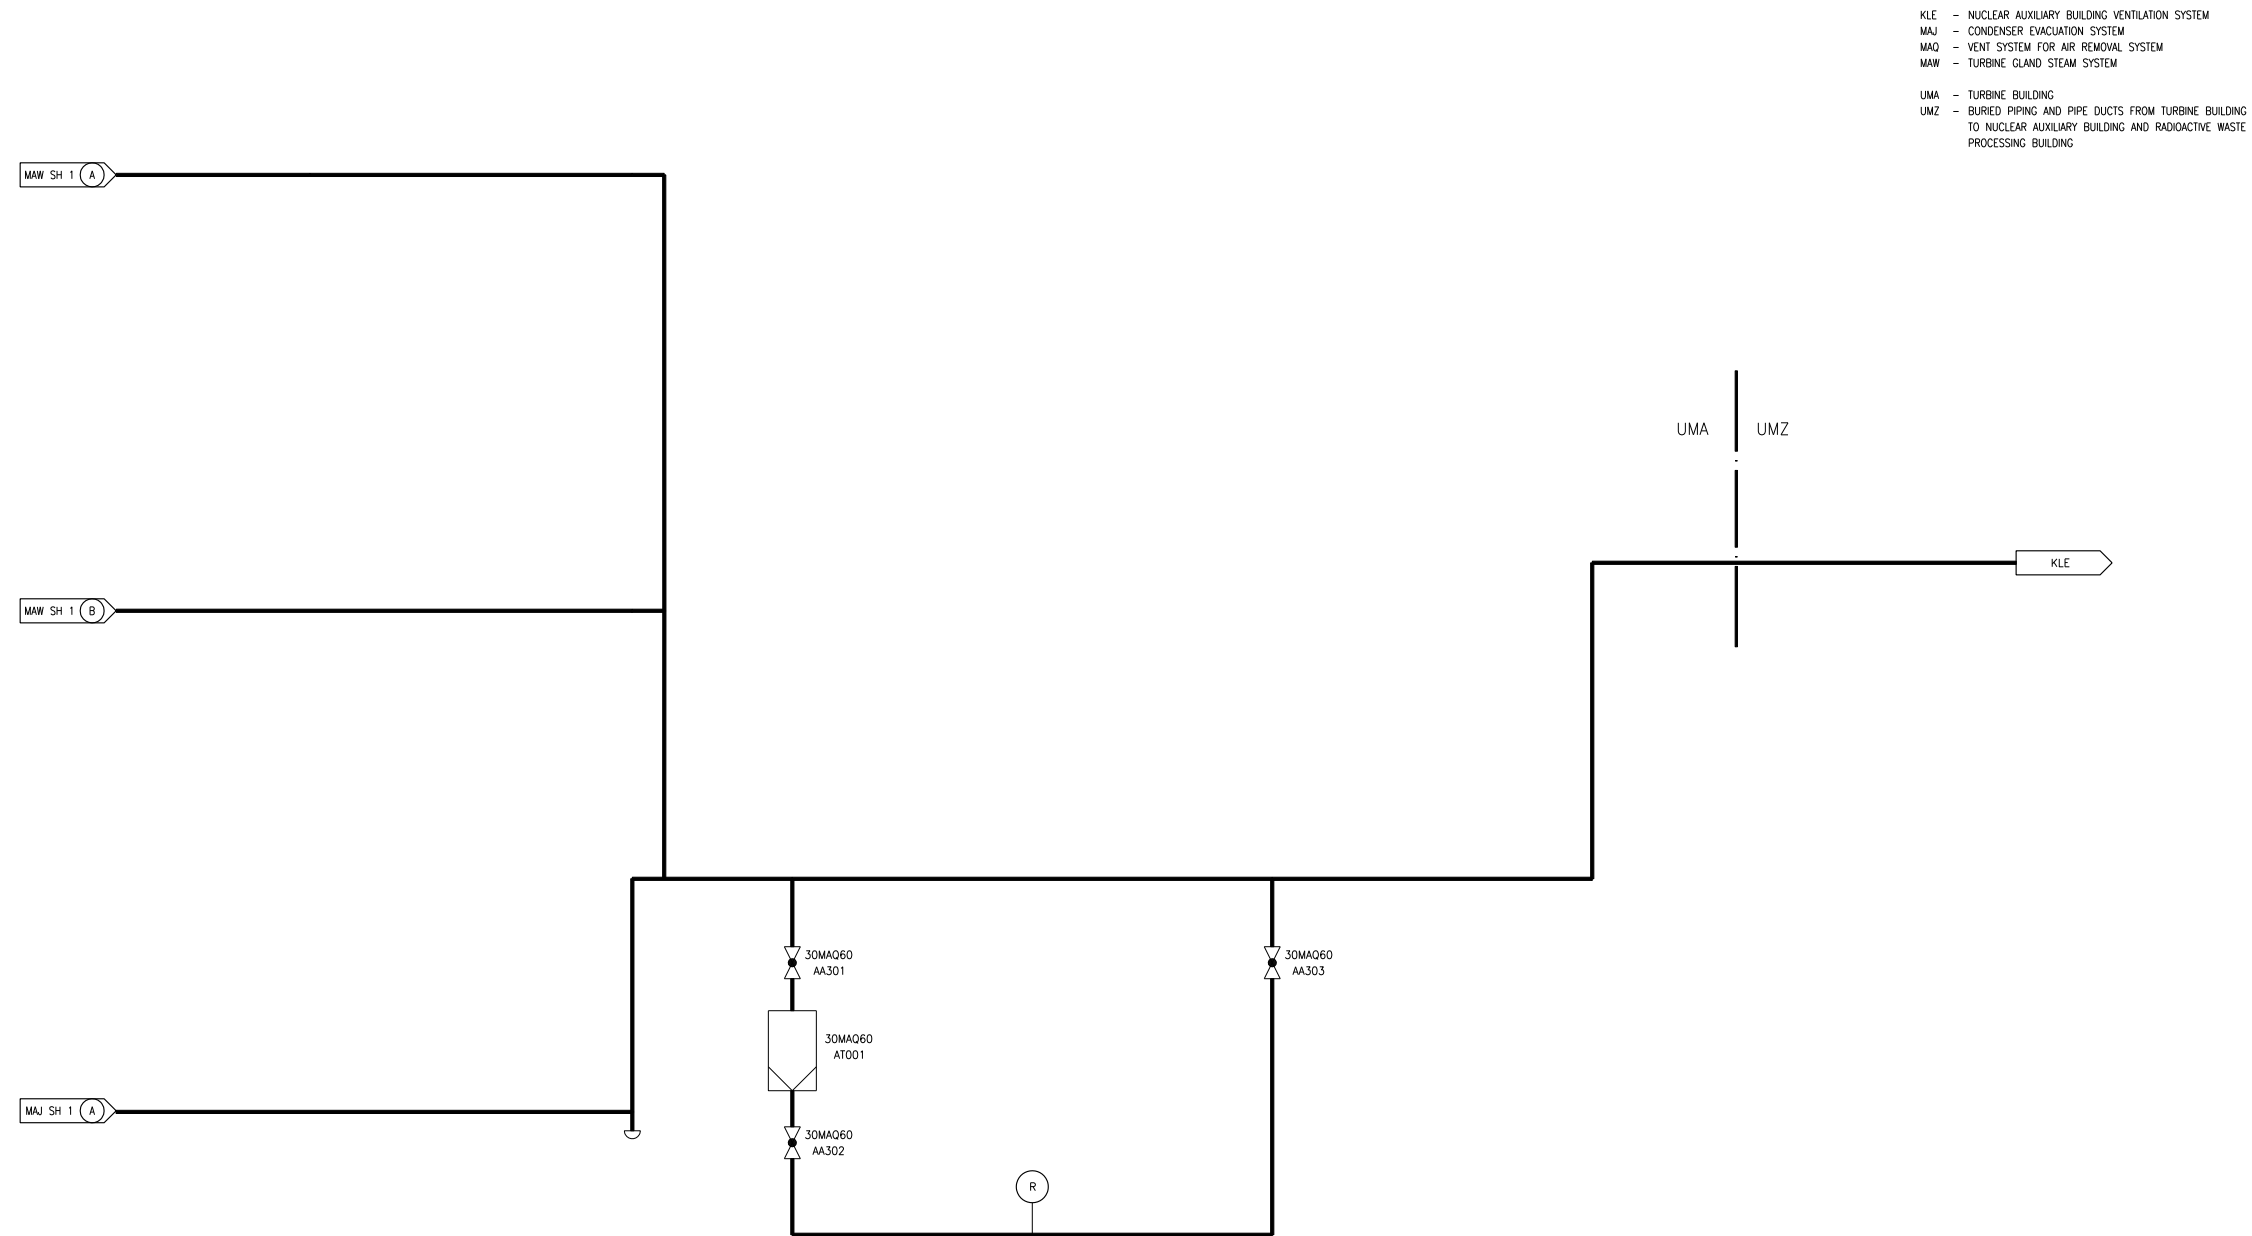 KLE - NUCLEAR AUXILIARY BUILDING VENTILATION SYSTEM
MAJ - CONDENSER EVACUATION SYSTEM
MAQ - VENT SYSTEM FOR AIR REMOVAL SYSTEM
MAW - TURBINE GLAND STEAM SYSTEM
UMA - TURBINE BUILDING
UMZ - BURIED PIPING AND PIPE DUCTS FROM TURBINE BUILDING
TO NUCLEAR AUXILIARY BUILDING AND RADIOACTIVE WASTE
PROCESSING BUILDING
MAW SH 1 A
UMA UMZ
KLE
MAW SH 1 B
30MAQ60
AA301
30MAQ60
AA303
30MAQ60
AT001
MAJ SH 1 A
30MAQ60
AA302
R